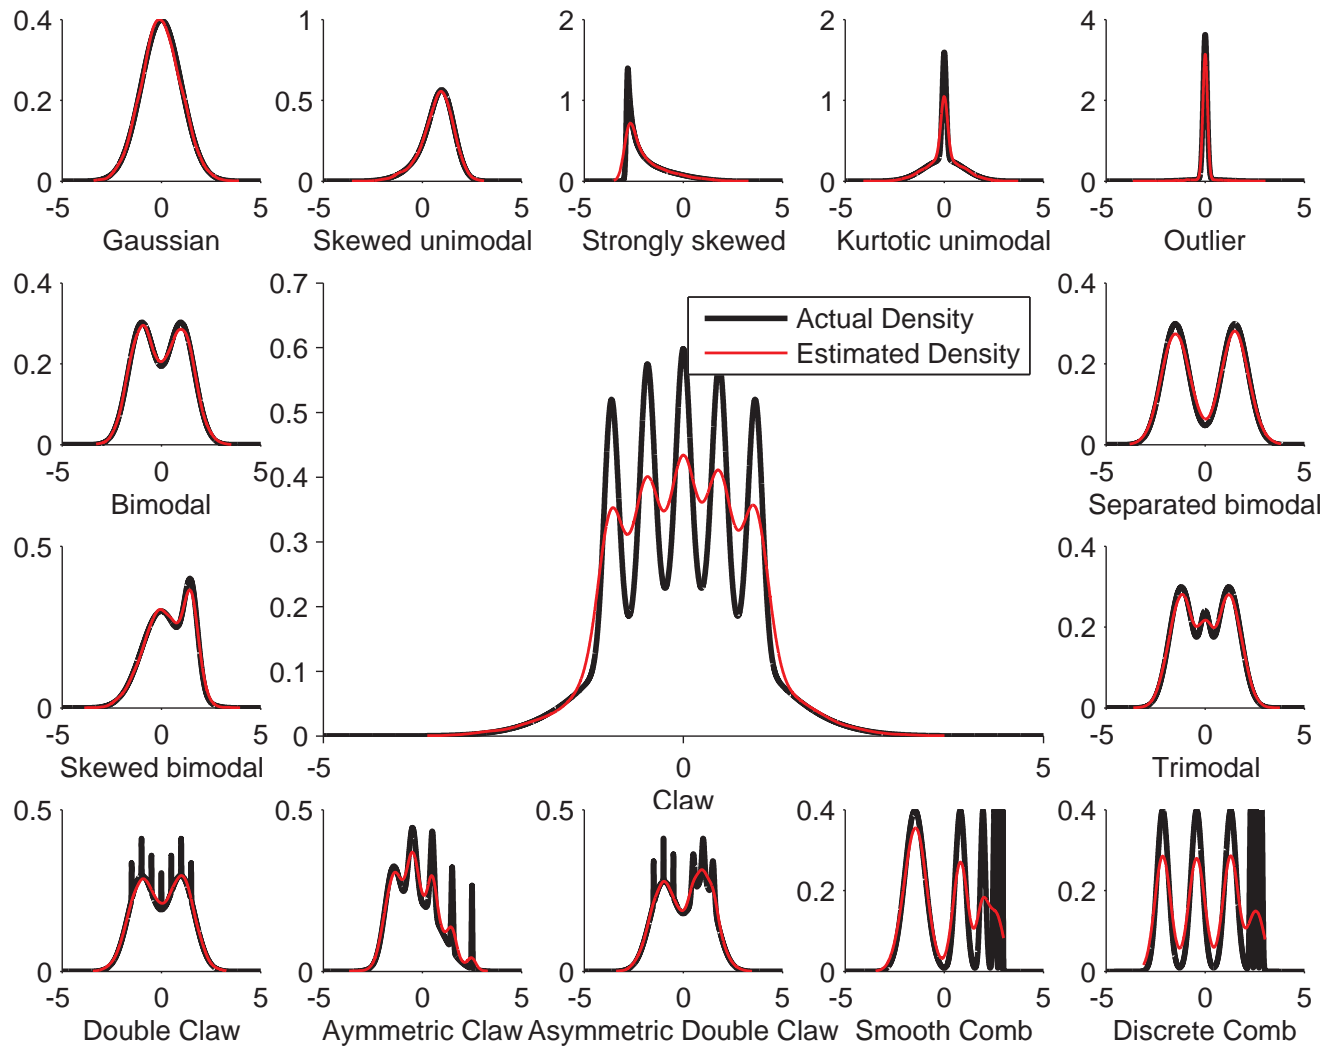 0.4
0.2
0
-5 0 5
Gaussian
1
0.5
0
-5 0 5
Skewed unimodal
2
1
0
-5 0 5
Strongly skewed
2
1
0
-5 0 5
Kurtotic unimodal
4
2
0
-5 0 5
Outlier
0.4
0.2
0
-5 0 5
Bimodal
0.7
0.6
0.5
0.4
0.3
0.2
0.1
0
-5 0 5
Claw
Actual Density
Estimated Density
0.4
0.2
0
-5 0 5
Separated bimodal
0.5
0
-5 0 5
Skewed bimodal
0.4
0.2
0
-5 0 5
Trimodal
0.5
0
-5 0 5
Double Claw
0.5
0
-5 0 5
Aymmetric Claw
0.5
0
-5 0 5
Asymmetric Double Claw
0.4
0.2
0
-5 0 5
Smooth Comb
0.4
0.2
0
-5 0 5
Discrete Comb